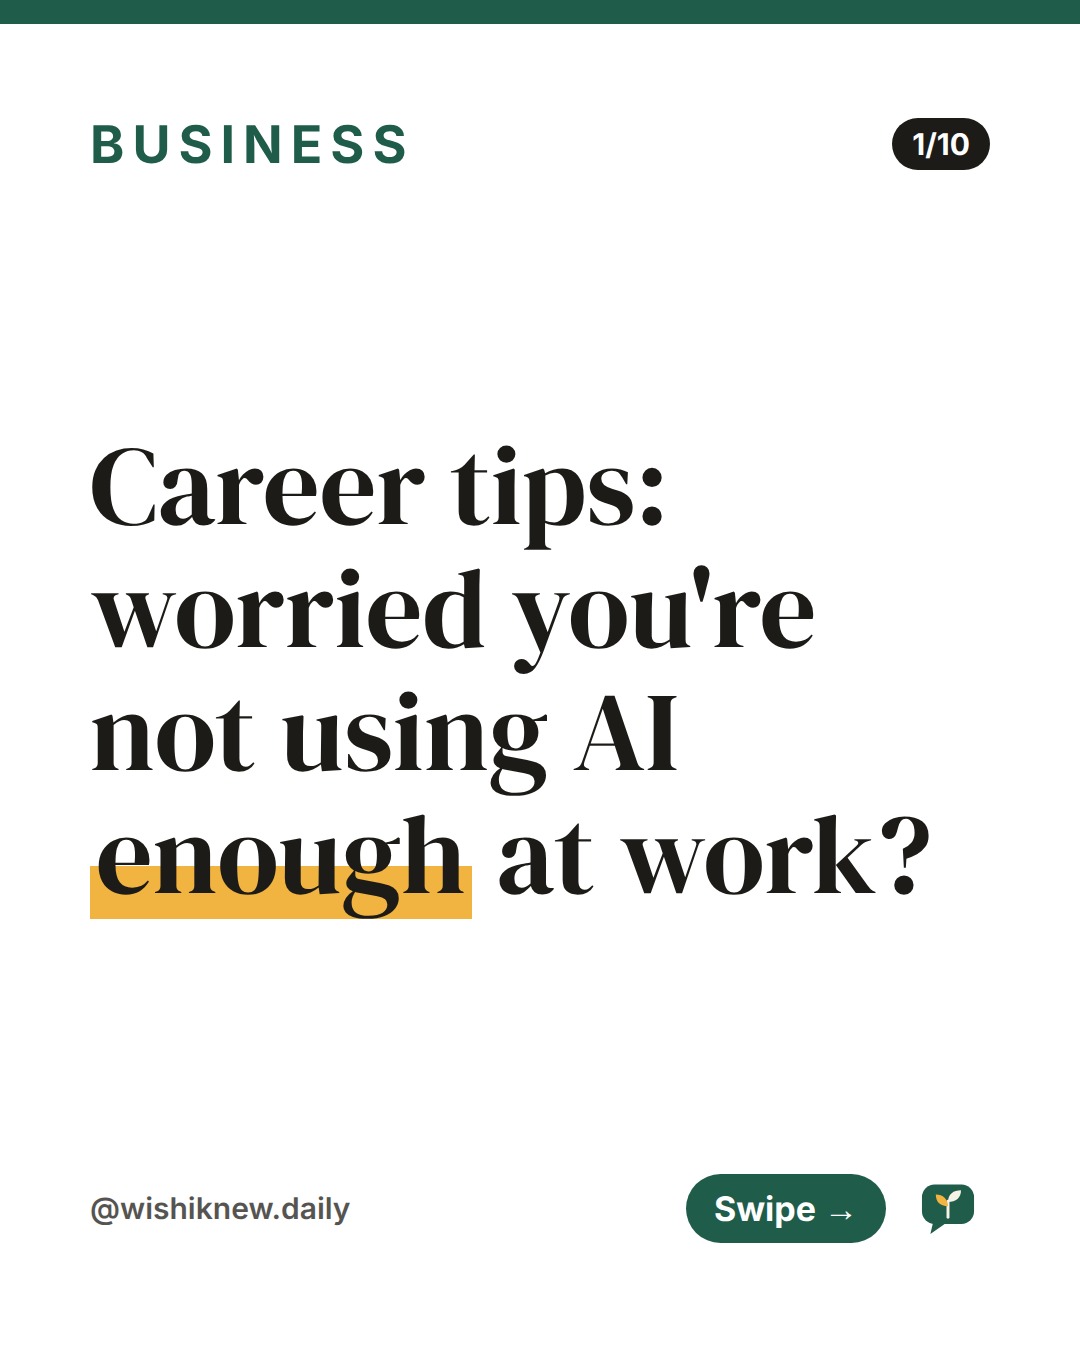 BUSINESS
1/10
Career tips:
worried you're
not using AI
enough at work?
@wishiknew.daily
Swipe →